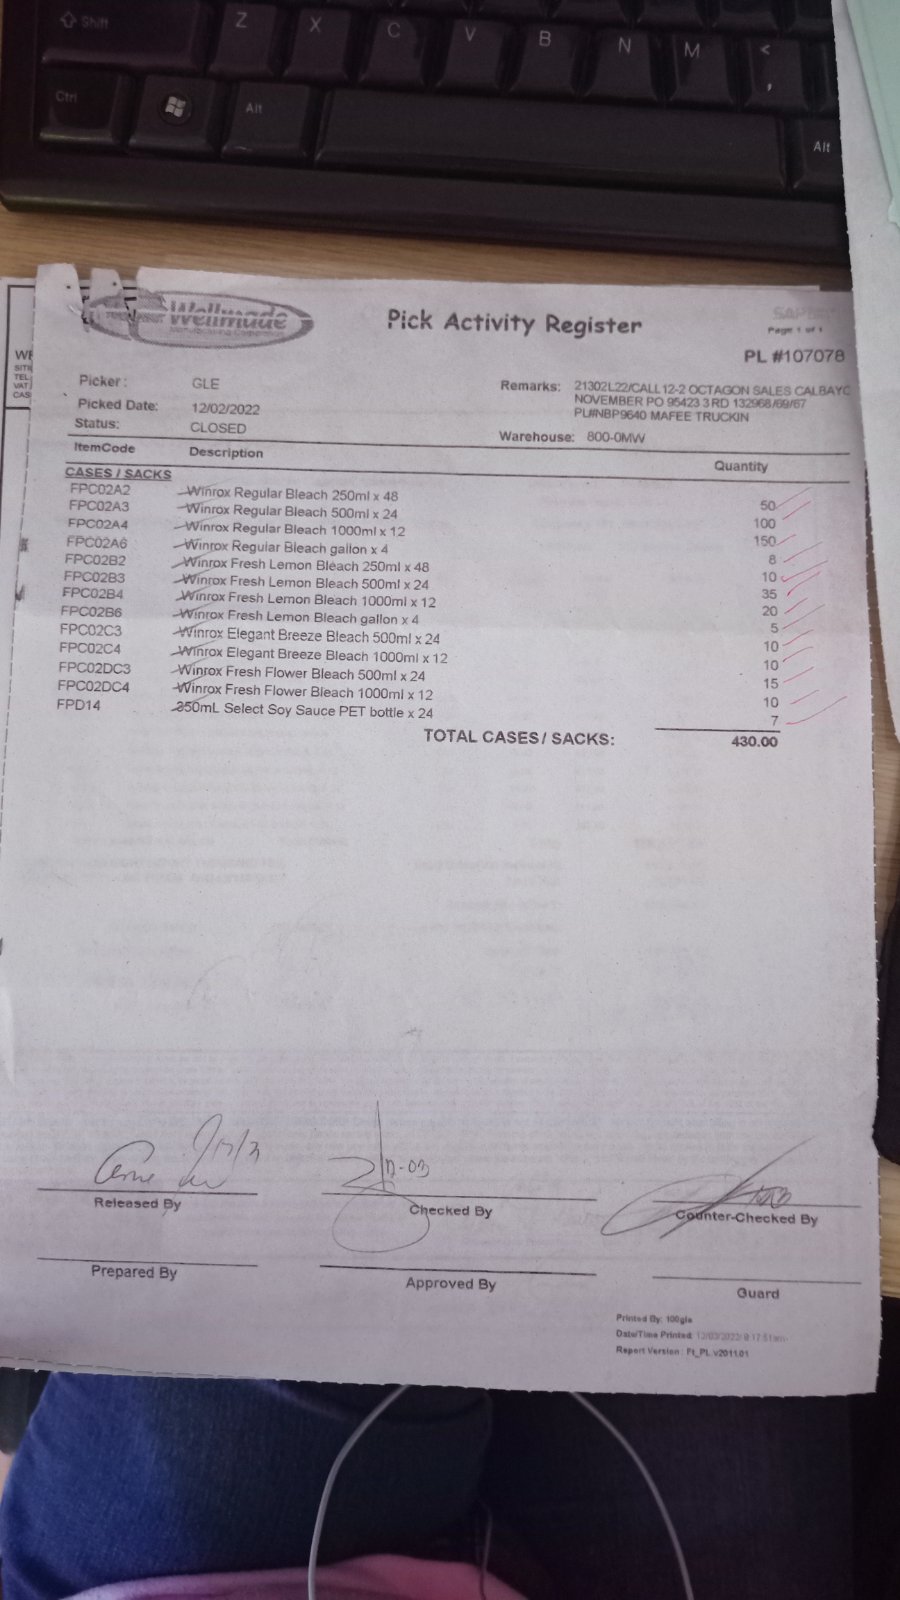 Shift Z X C V B N M < ,
Ctrl Alt Alt
Wellmade
Manufacturing Corporation
Pick Activity Register
Page 1 of 1
PL #107078
Picker: GLE
Picked Date: 12/02/2022
Status: CLOSED
Remarks: 21302L22/CALL 12-2 OCTAGON SALES CALBAYC
NOVEMBER PO 95423 3 RD 132968/69/67
PL#NBP9640 MAFEE TRUCKIN
Warehouse: 800-0MW
ItemCode Description Quantity
CASES / SACKS
FPC02A2 Winrox Regular Bleach 250ml x 48 50
FPC02A3 Winrox Regular Bleach 500ml x 24 100
FPC02A4 Winrox Regular Bleach 1000ml x 12 150
FPC02A6 Winrox Regular Bleach gallon x 4 8
FPC02B2 Winrox Fresh Lemon Bleach 250ml x 48 10
FPC02B3 Winrox Fresh Lemon Bleach 500ml x 24 35
FPC02B4 Winrox Fresh Lemon Bleach 1000ml x 12 20
FPC02B6 Winrox Fresh Lemon Bleach gallon x 4 5
FPC02C3 Winrox Elegant Breeze Bleach 500ml x 24 10
FPC02C4 Winrox Elegant Breeze Bleach 1000ml x 12 10
FPC02DC3 Winrox Fresh Flower Bleach 500ml x 24 15
FPC02DC4 Winrox Fresh Flower Bleach 1000ml x 12 10
FPD14 350mL Select Soy Sauce PET bottle x 24 7
TOTAL CASES / SACKS: 430.00
12/3
12-03
Released By
Checked By
Counter-Checked By
Prepared By
Approved By
Guard
Printed By: 100gle
Date/Time Printed: 12/03/2022/ 8:17:51am
Report Version: Ft_PL v2011.01